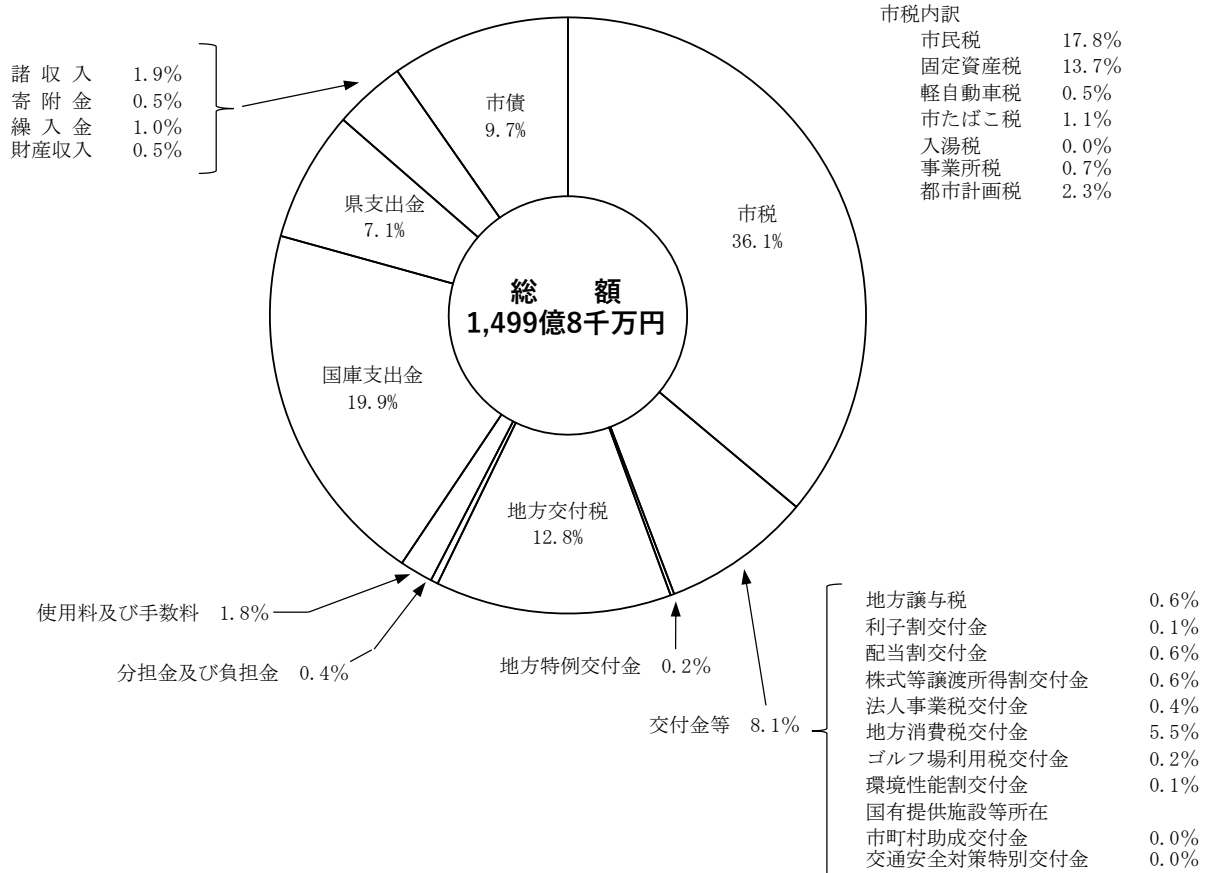 市税内訳
市民税 17.8%
固定資産税 13.7%
軽自動車税 0.5%
市たばこ税 1.1%
入湯税 0.0%
事業所税 0.7%
都市計画税 2.3%
諸収入 1.9%
寄附金 0.5%
繰入金 1.0%
財産収入 0.5%
市債
9.7%
県支出金
7.1%
市税
36.1%
総　額
1,499億8千万円
国庫支出金
19.9%
地方交付税
12.8%
使用料及び手数料 1.8%
分担金及び負担金 0.4%
地方特例交付金 0.2%
交付金等 8.1%
地方譲与税 0.6%
利子割交付金 0.1%
配当割交付金 0.6%
株式等譲渡所得割交付金 0.6%
法人事業税交付金 0.4%
地方消費税交付金 5.5%
ゴルフ場利用税交付金 0.2%
環境性能割交付金 0.1%
国有提供施設等所在
市町村助成交付金 0.0%
交通安全対策特別交付金 0.0%